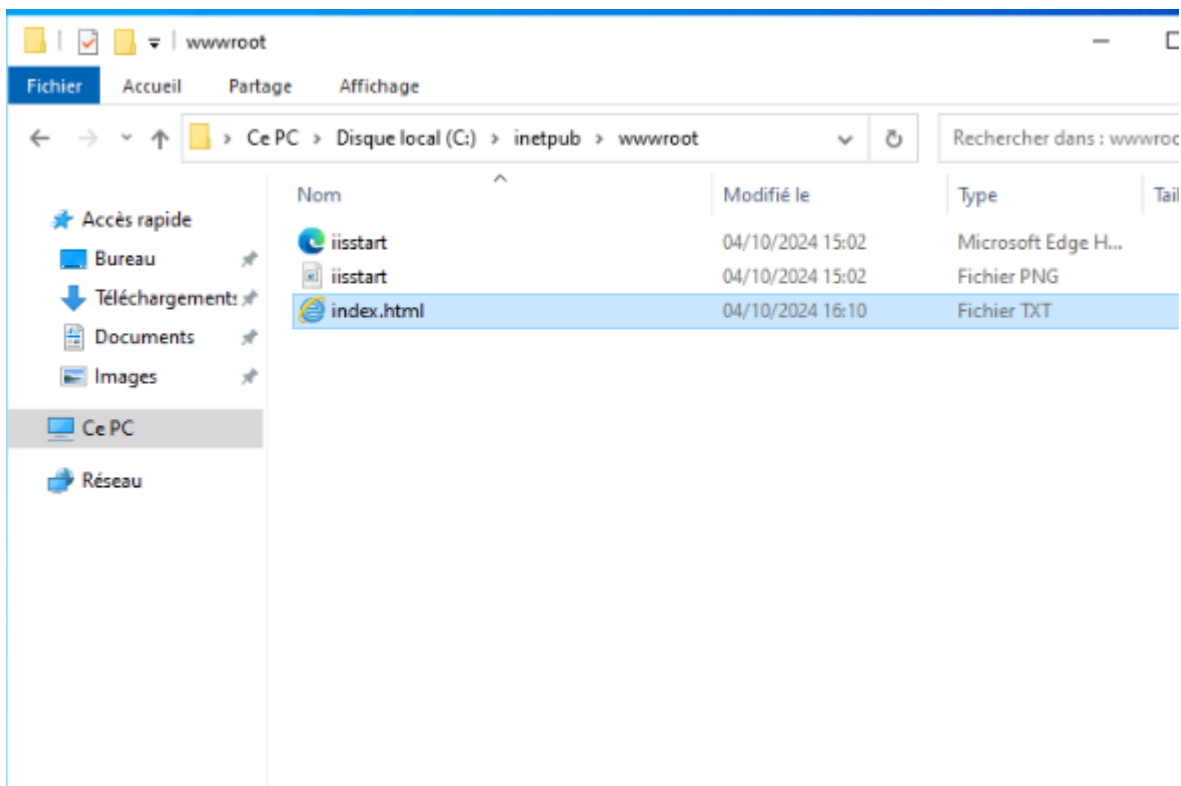 wwwroot
Fichier Accueil Partage Affichage
Ce PC > Disque local (C:) > inetpub > wwwroot
Rechercher dans : wwwroo
Nom Modifié le Type Tail
Accès rapide
Bureau
Téléchargements
Documents
Images
Ce PC
Réseau
iisstart 04/10/2024 15:02 Microsoft Edge H...
iisstart 04/10/2024 15:02 Fichier PNG
index.html 04/10/2024 16:10 Fichier TXT